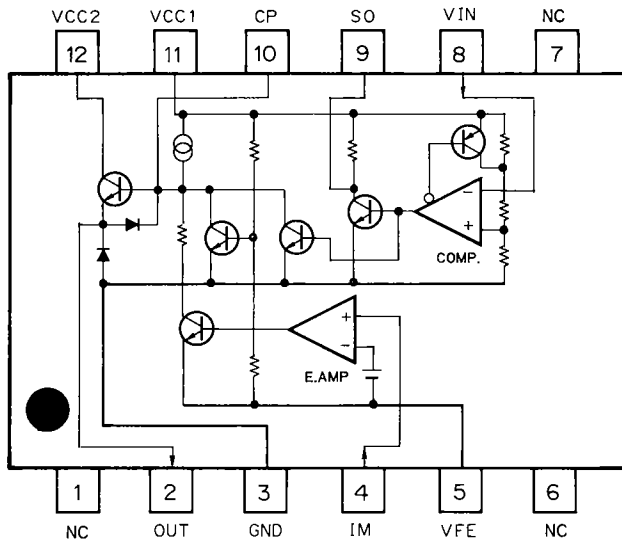 VCC2 VCC1 CP SO VIN NC
12 11 10 9 8 7
−
+
COMP.
+
−
E.AMP
1 2 3 4 5 6
NC OUT GND IM VFE NC